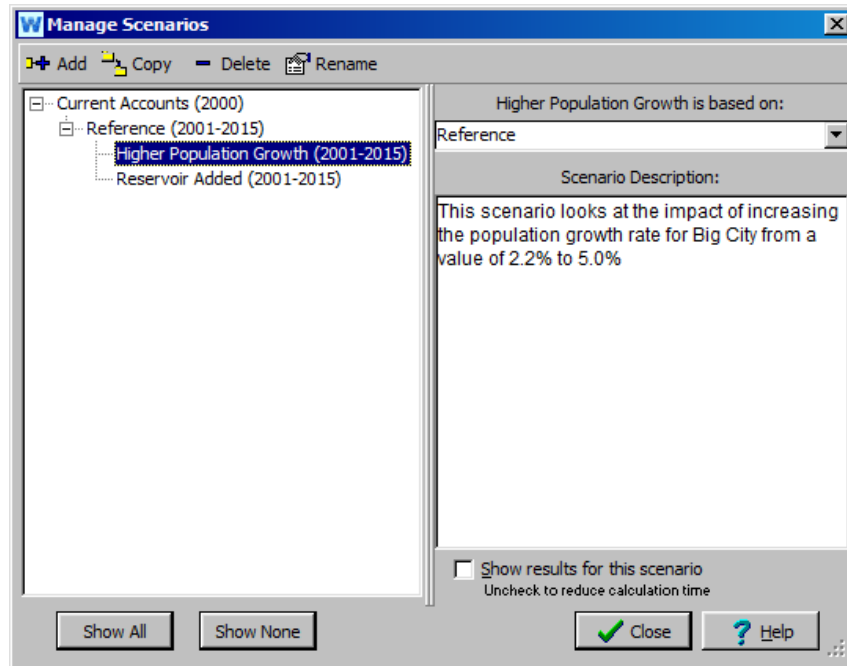 W Manage Scenarios
Add Copy Delete Rename
Current Accounts (2000)
Reference (2001-2015)
Higher Population Growth (2001-2015)
Reservoir Added (2001-2015)
Higher Population Growth is based on:
Reference
Scenario Description:
This scenario looks at the impact of increasing
the population growth rate for Big City from a
value of 2.2% to 5.0%
Show results for this scenario
Uncheck to reduce calculation time
Show All Show None Close ? Help